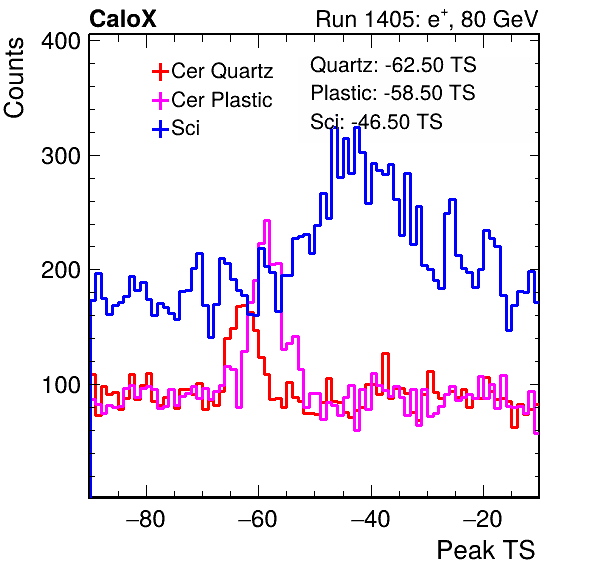 CaloX Run 1405: e⁺, 80 GeV
Counts
400
300
200
100
Cer Quartz
Cer Plastic
Sci
Quartz: -62.50 TS
Plastic: -58.50 TS
Sci: -46.50 TS
−80 −60 −40 −20
Peak TS